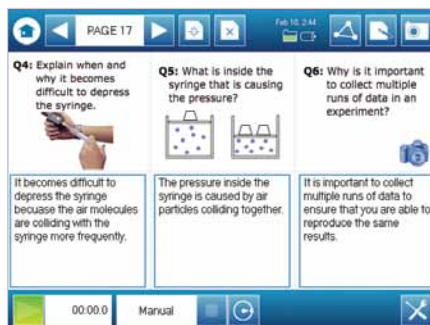 PAGE 17
Feb 10, 2:44
Q4: Explain when and
why it becomes
difficult to depress
the syringe.
Q5: What is inside the
syringe that is causing
the pressure?
Q6: Why is it important
to collect multiple
runs of data in an
experiment?
It becomes difficult to
depress the syringe
becuase the air molecules
are colliding with the
syringe more frequently.
The pressure inside the
syringe is caused by air
particles colliding together.
It is important to collect
multiple runs of data to
ensure that you are able to
reproduce the same
results.
00:00.0
Manual